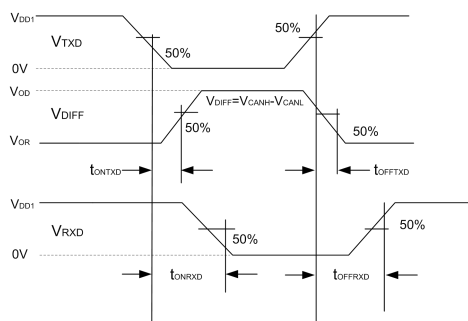 VDD1
VTXD
50%
50%
0V
VOD
VDIFF
VDIFF=VCANH-VCANL
50%
50%
VOR
tONTXD
tOFFTXD
VDD1
VRXD
50%
50%
0V
tONRXD
tOFFRXD